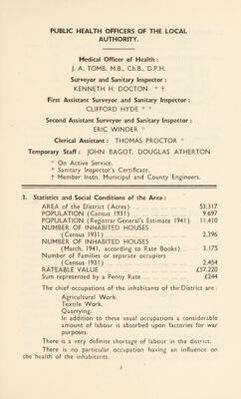 PUBLIC HEALTH OFFICERS OF THE LOCAL
AUTHORITY.
Medical Officer of Health :
J. A. TOMB, M.B., Ch.B., D.P.H.
Surveyor and Sanitary Inspector :
KENNETH H. DOCTON * †
First Assistant Surveyor and Sanitary Inspector :
CLIFFORD HYDE * *
Second Assistant Surveyor and Sanitary Inspector :
ERIC WINDER *
Clerical Assistant : THOMAS PROCTOR *
Temporary Staff : JOHN BAGOT, DOUGLAS ATHERTON
* On Active Service.
* Sanitary Inspector's Certificate.
† Member Instn. Municipal and County Engineers.
1. Statistics and Social Conditions of the Area :
AREA of the District (Acres) 53,317
POPULATION (Census 1931) 9,697
POPULATION (Registrar General's Estimate 1941) 11,410
NUMBER OF INHABITED HOUSES
(Census 1931) 2,396
NUMBER OF INHABITED HOUSES
(March, 1941, according to Rate Books) 3,175
Number of Families or separate occupiers
(Census 1931) 2,454
RATEABLE VALUE £57,220
Sum represented by a Penny Rate £244
The chief occupations of the inhabitants of the District are :
Agricultural Work.
Textile Work.
Quarrying.
In addition to these usual occupations a considerable
amount of labour is absorbed upon factories for war
purposes.
There is a very definite shortage of labour in the district.
There is no particular occupation having an influence on
the health of the inhabitants.
3